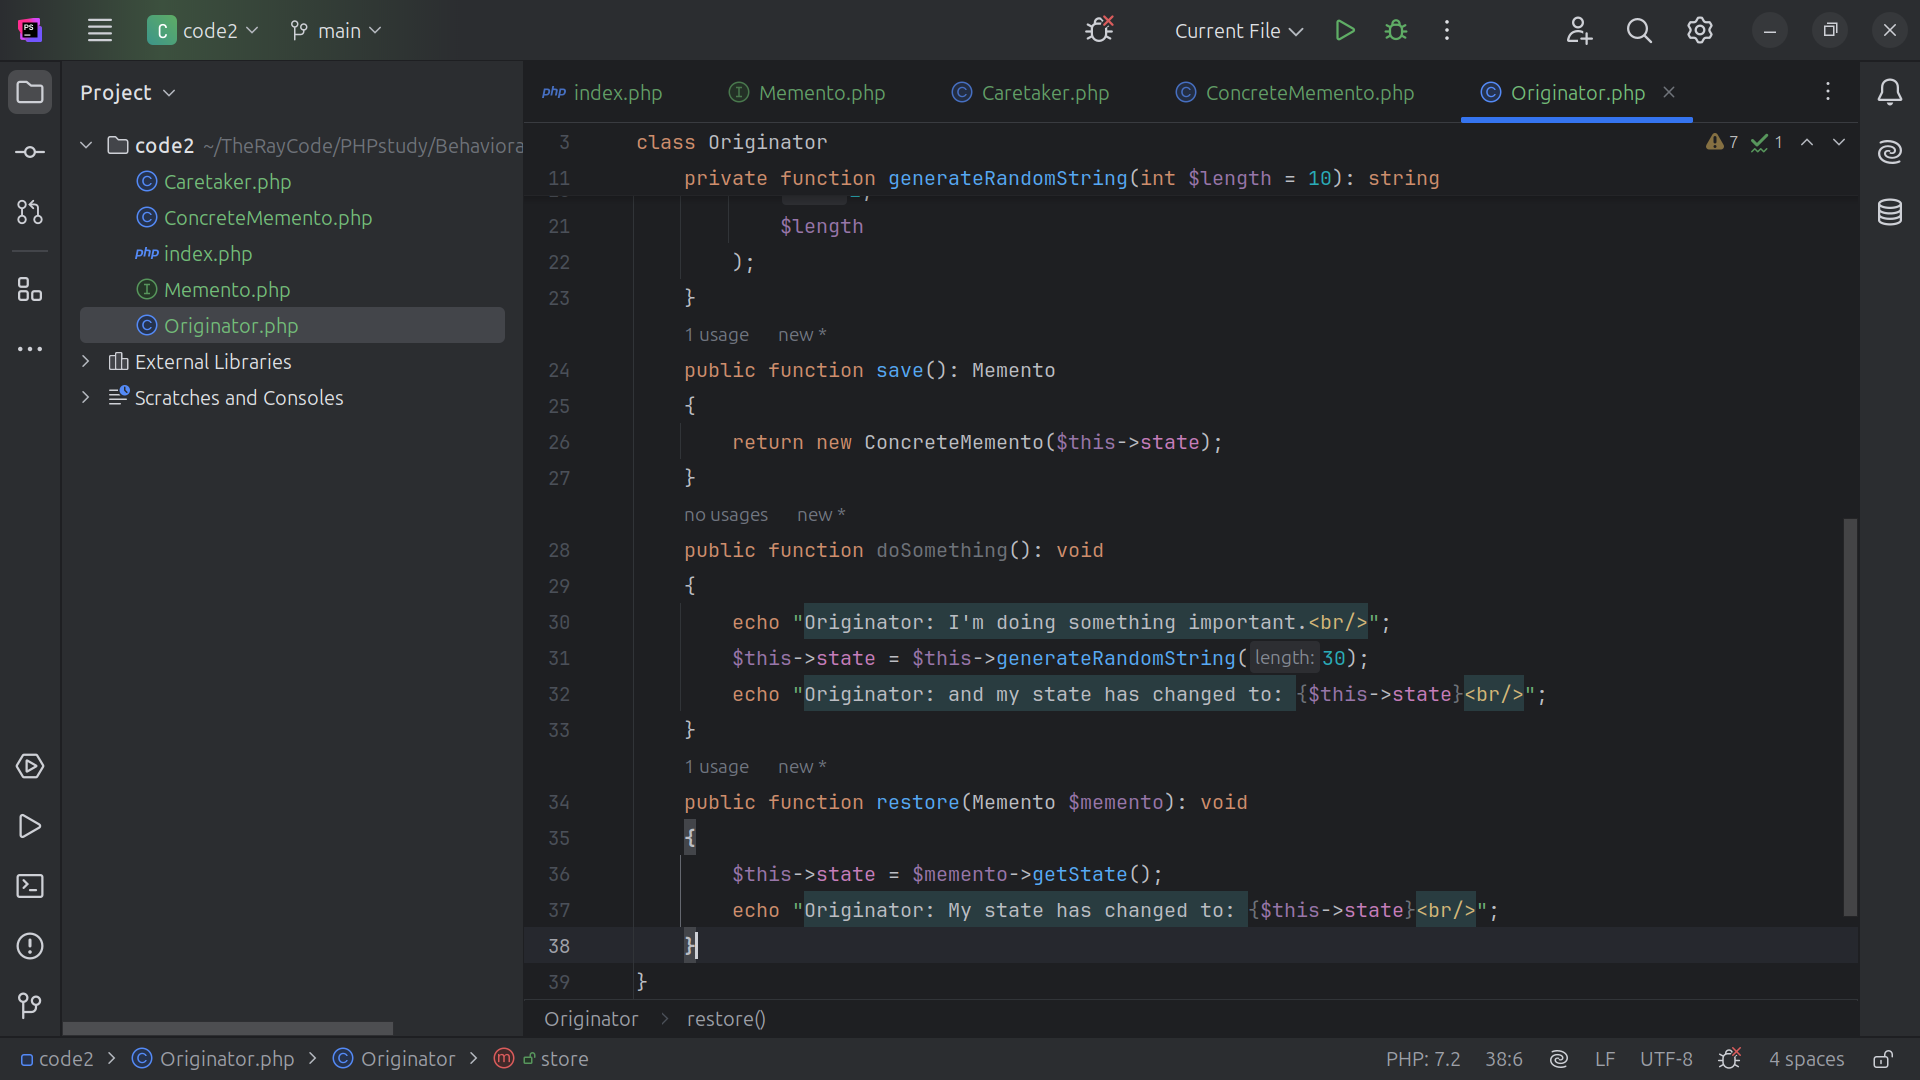 PS
C code2 main Current File
Project
code2 ~/TheRayCode/PHPstudy/Behaviora
Caretaker.php
ConcreteMemento.php
php index.php
Memento.php
Originator.php
External Libraries
Scratches and Consoles
php index.php Memento.php Caretaker.php ConcreteMemento.php Originator.php
3 class Originator 7 1
11 private function generateRandomString(int $length = 10): string
21 $length
22 );
23 }
1 usage new *
24 public function save(): Memento
25 {
26 return new ConcreteMemento($this->state);
27 }
no usages new *
28 public function doSomething(): void
29 {
30 echo "Originator: I'm doing something important.<br/>";
31 $this->state = $this->generateRandomString( length: 30);
32 echo "Originator: and my state has changed to: {$this->state}<br/>";
33 }
1 usage new *
34 public function restore(Memento $memento): void
35 {
36 $this->state = $memento->getState();
37 echo "Originator: My state has changed to: {$this->state}<br/>";
38 }
39 }
Originator > restore()
code2 > Originator.php > Originator > m store PHP: 7.2 38:6 LF UTF-8 4 spaces